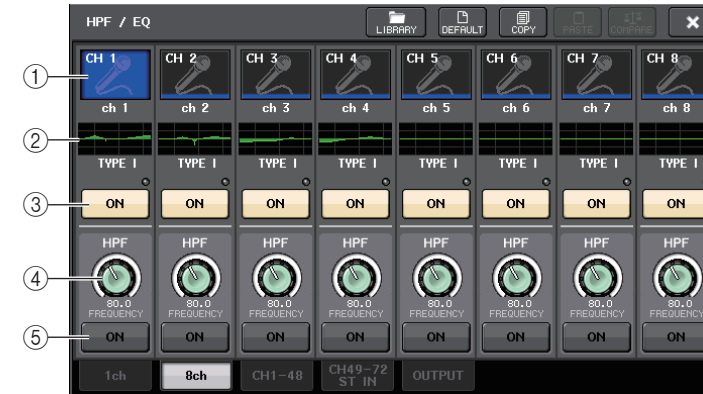 HPF / EQ
LIBRARY DEFAULT COPY PASTE COMPARE ×
1 CH 1 CH 2 CH 3 CH 4 CH 5 CH 6 CH 7 CH 8
ch 1 ch 2 ch 3 ch 4 ch 5 ch 6 ch 7 ch 8
2
TYPE I TYPE I TYPE I TYPE I TYPE I TYPE I TYPE I TYPE I
3 ON ON ON ON ON ON ON ON
HPF HPF HPF HPF HPF HPF HPF HPF
4
80.0 80.0 80.0 80.0 80.0 80.0 80.0 80.0
FREQUENCY FREQUENCY FREQUENCY FREQUENCY FREQUENCY FREQUENCY FREQUENCY FREQUENCY
5 ON ON ON ON ON ON ON ON
1ch 8ch CH1-48 CH49-72 OUTPUT
ST IN